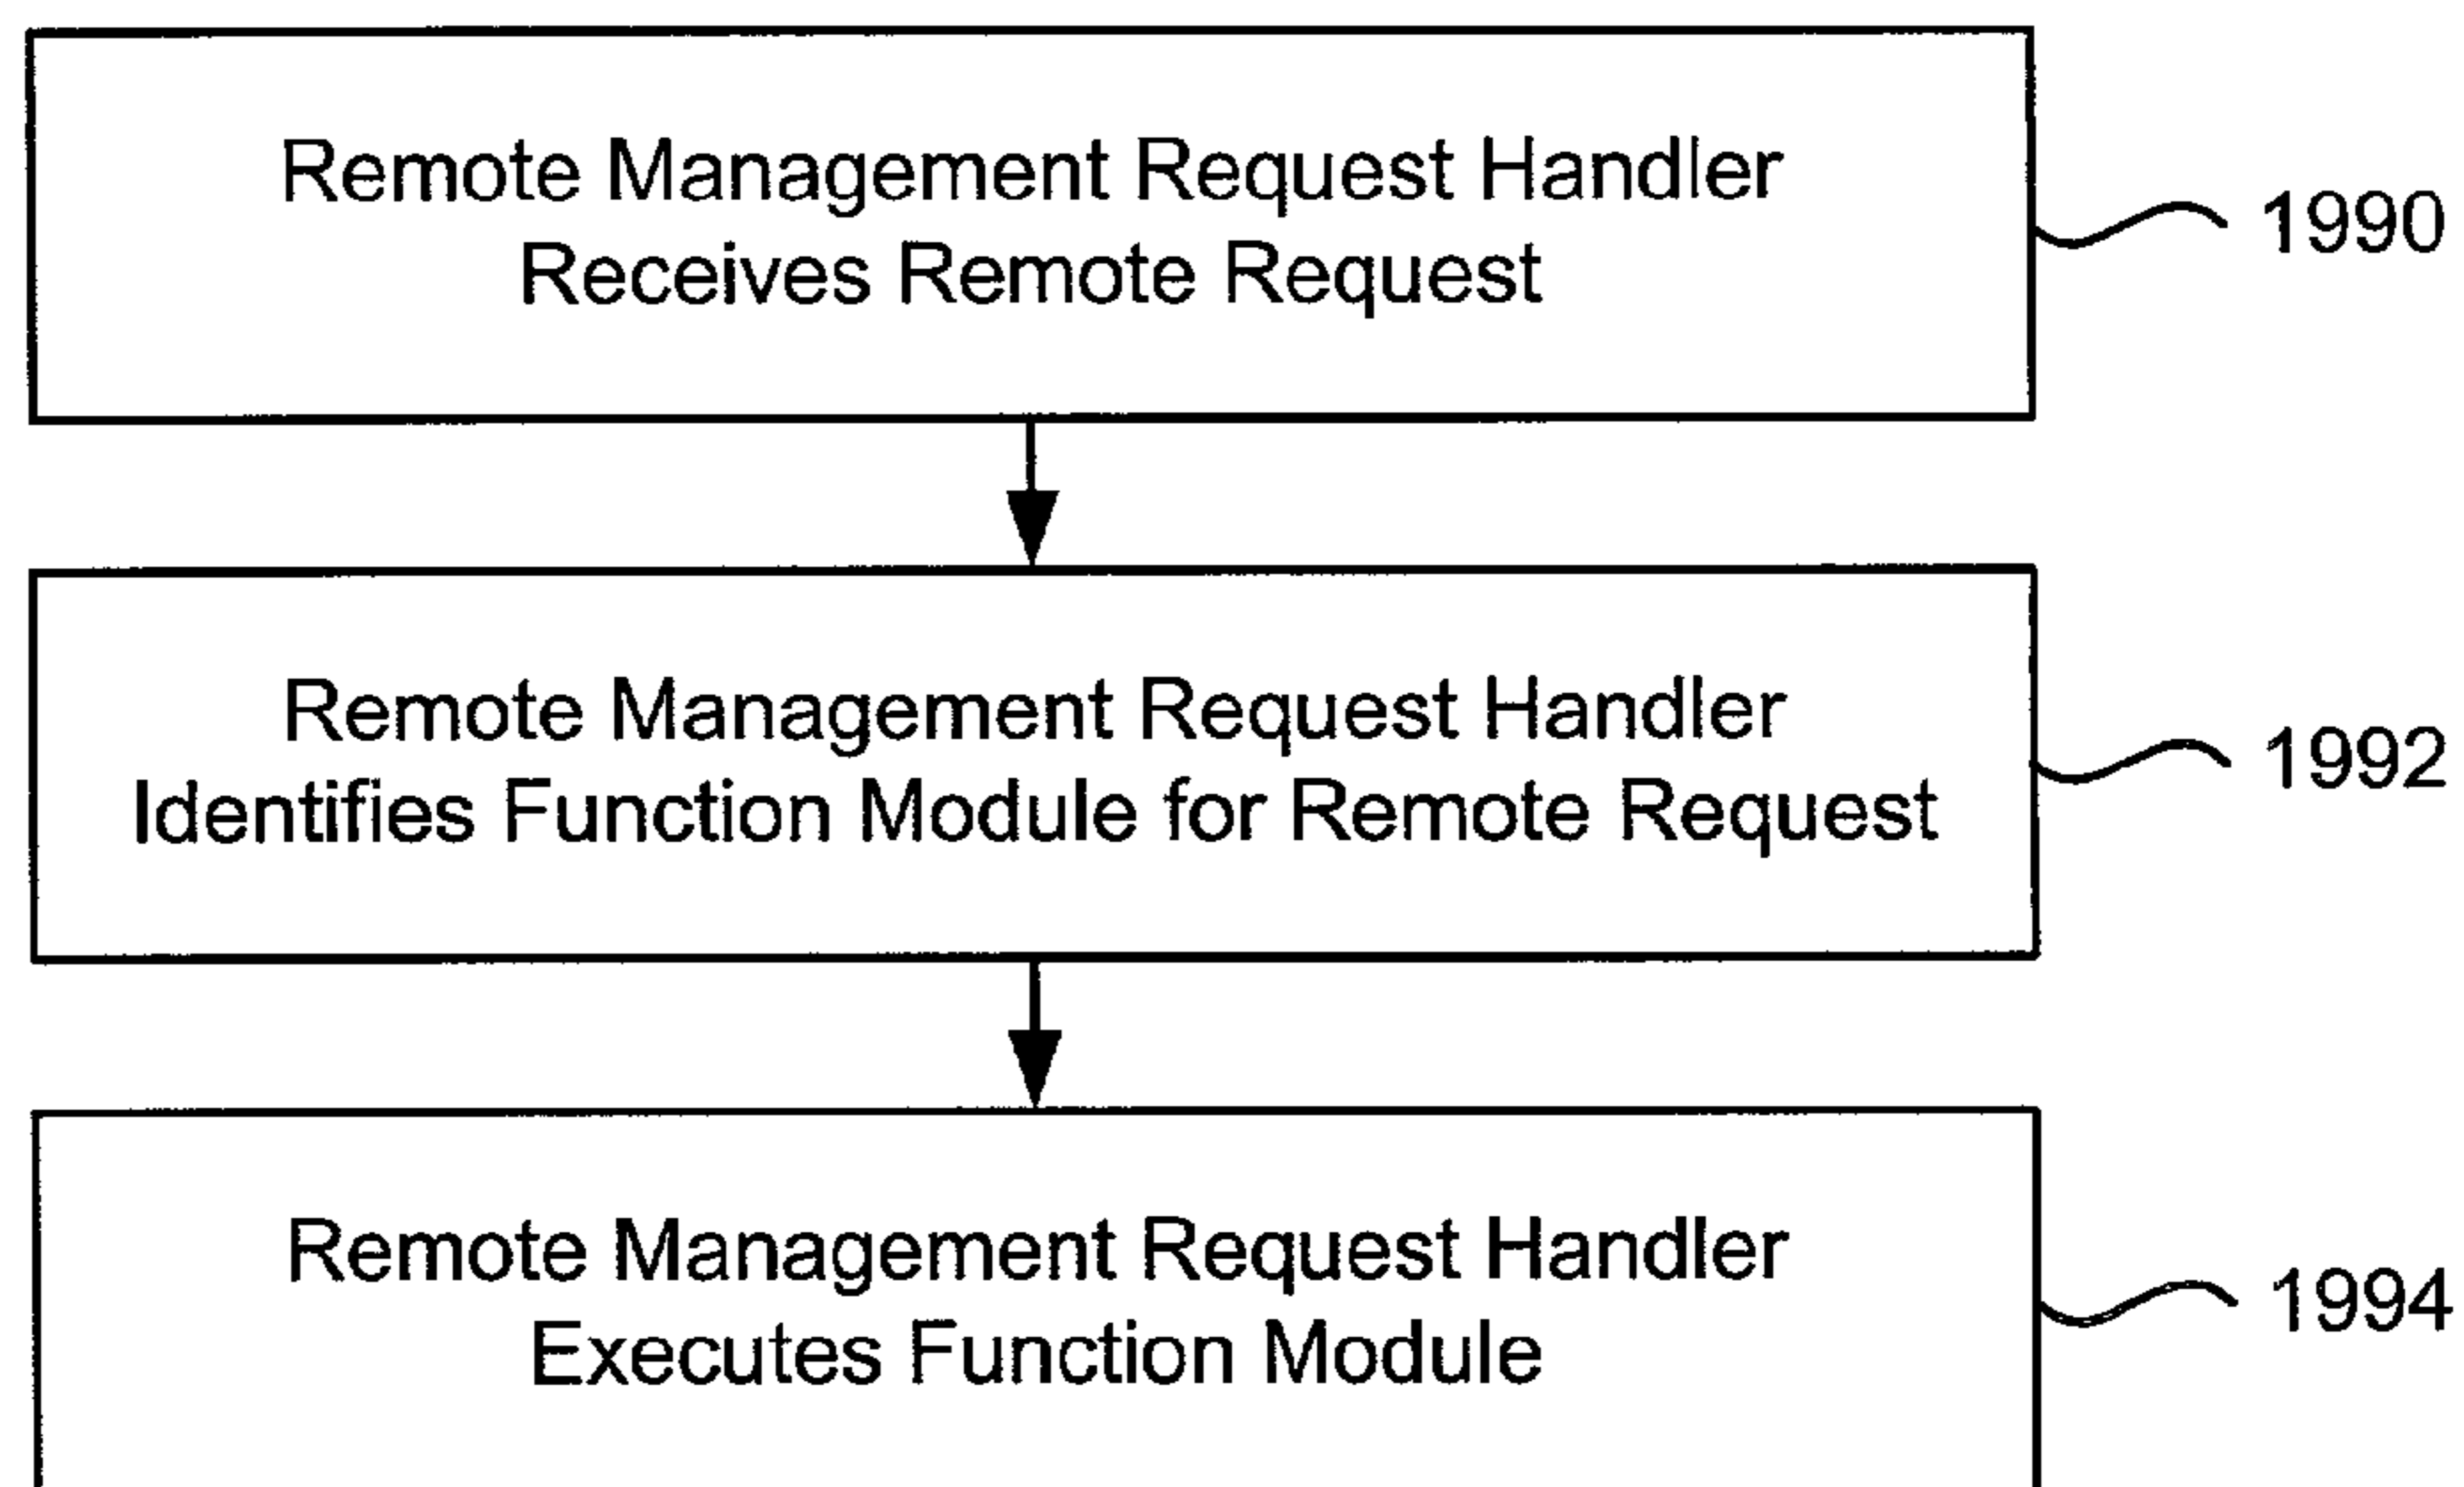 Remote Management Request Handler
Receives Remote Request
1990
Remote Management Request Handler
Identifies Function Module for Remote Request
1992
Remote Management Request Handler
Executes Function Module
1994